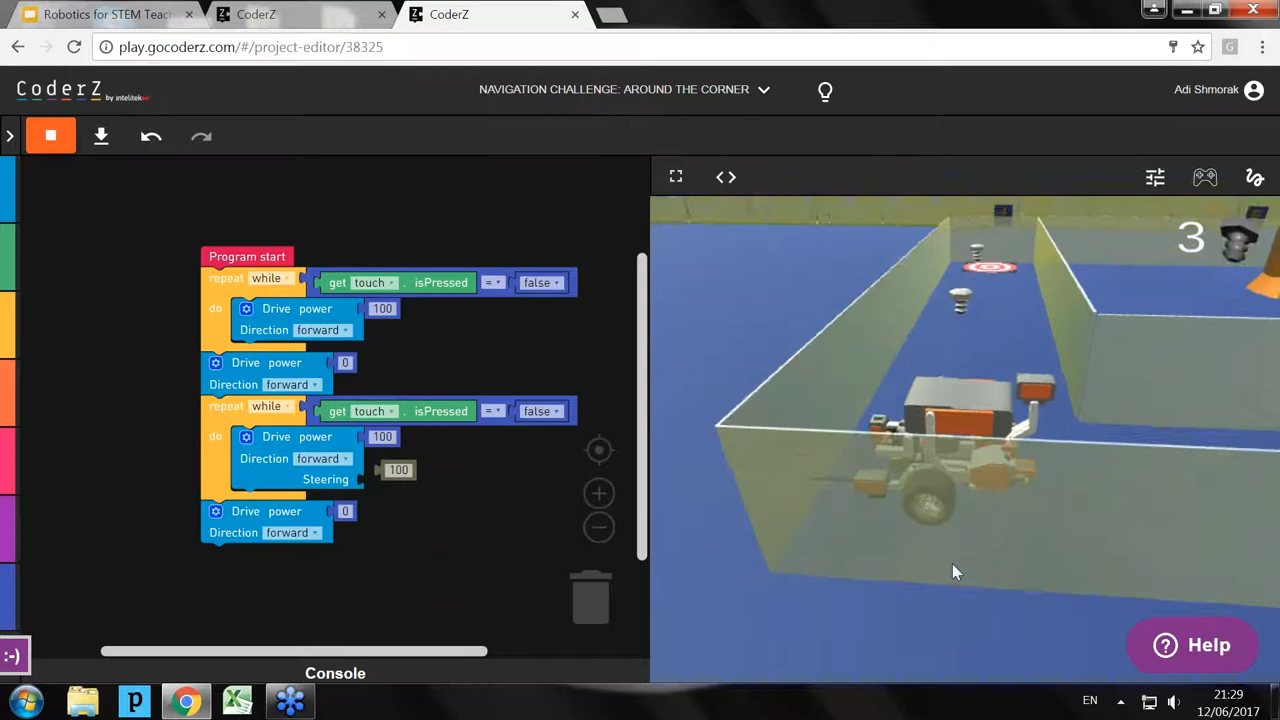 Robotics for STEM Teach
CoderZ
CoderZ
play.gocoderz.com/#/project-editor/38325
G
CoderZ by intelitek
NAVIGATION CHALLENGE: AROUND THE CORNER
Adi Shmorak
Program start
repeat while get touch . isPressed = false
do Drive power 100
Direction forward
Drive power 0
Direction forward
repeat while get touch . isPressed = false
do Drive power 100
Direction forward
Steering 100
Drive power 0
Direction forward
3
:-)
Console
? Help
p
EN
21:29
12/06/2017